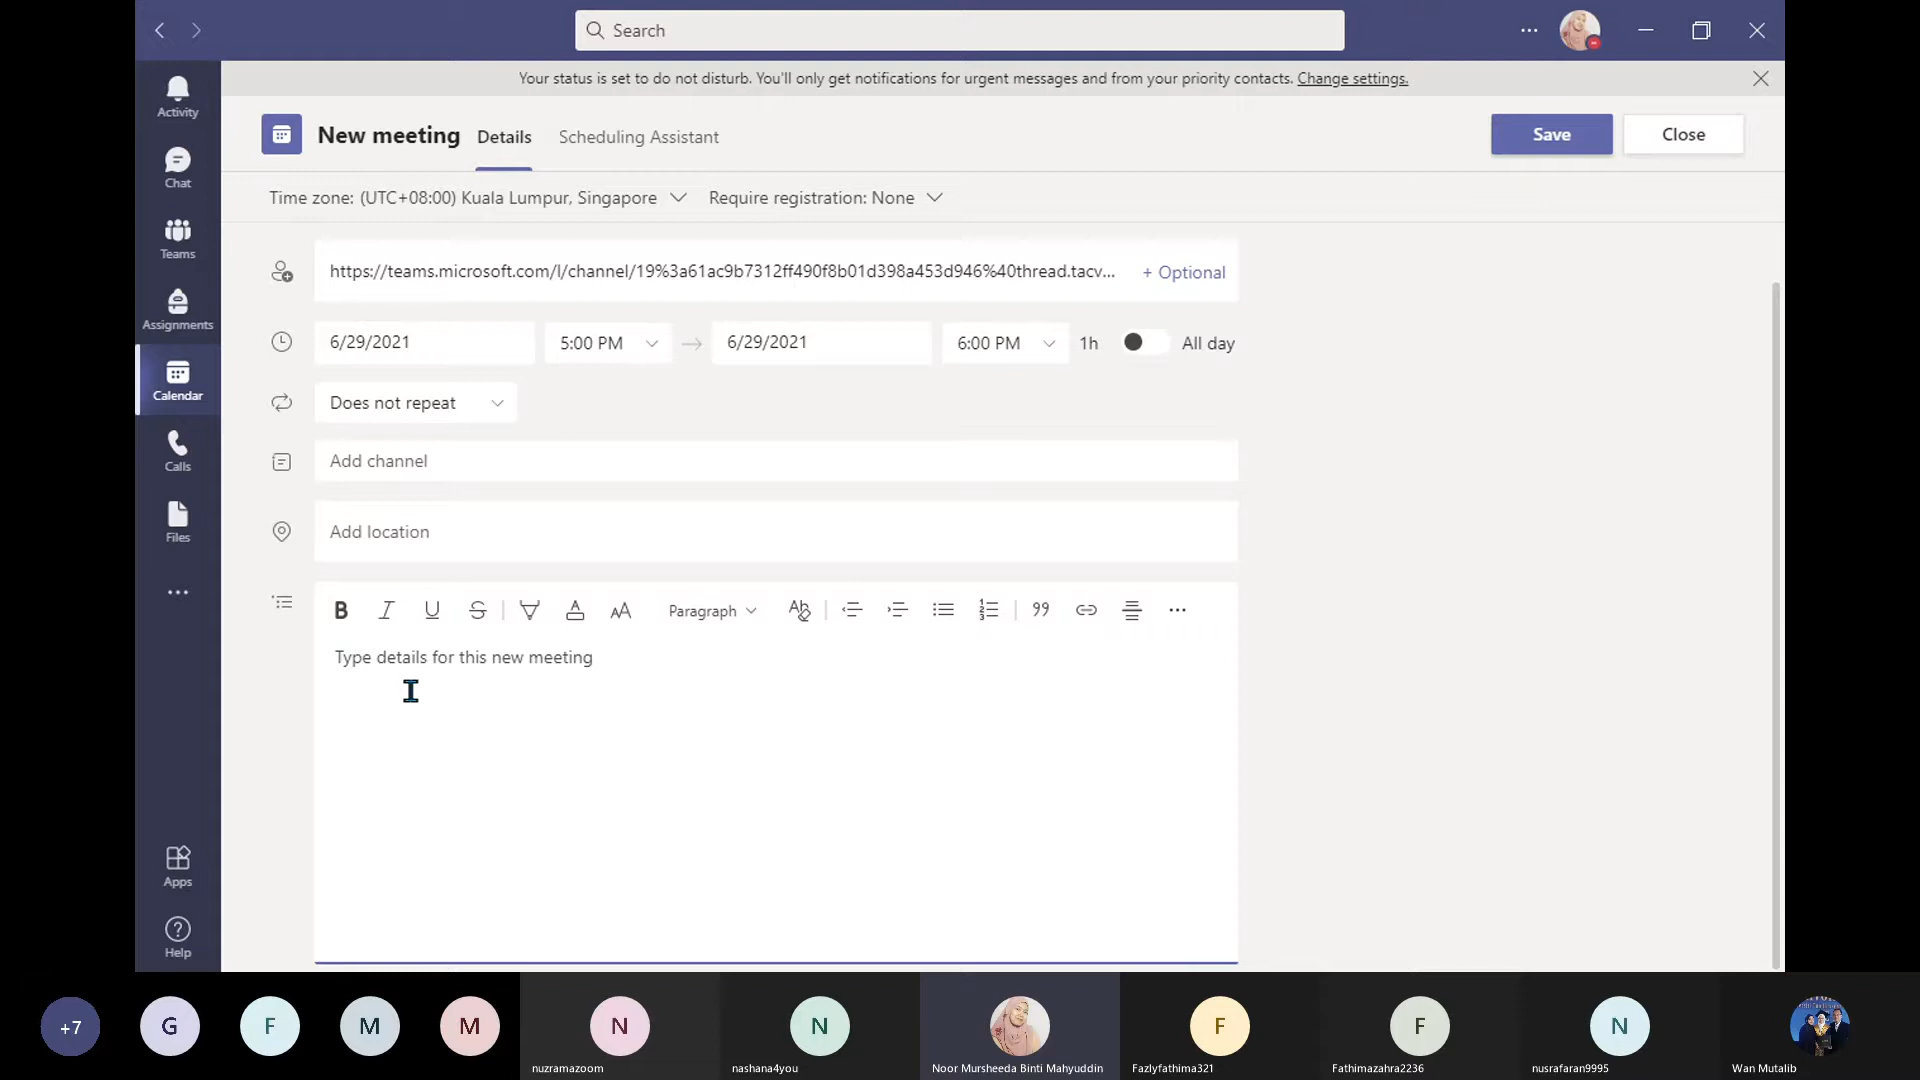 Search
Your status is set to do not disturb. You'll only get notifications for urgent messages and from your priority contacts. Change settings.
Activity
Chat
Teams
Assignments
Calendar
Calls
Files
Apps
Help
New meeting Details Scheduling Assistant Save Close
Time zone: (UTC+08:00) Kuala Lumpur, Singapore Require registration: None
https://teams.microsoft.com/l/channel/19%3a61ac9b7312ff490f8b01d398a453d946%40thread.tacv... + Optional
6/29/2021 5:00 PM 6/29/2021 6:00 PM 1h All day
Does not repeat
Add channel
Add location
B I U S AA Paragraph Ab
Type details for this new meeting
+7 G F M M N N F F N
nuzramazoom nashana4you Noor Mursheeda Binti Mahyuddin Fazlyfathima321 Fathimazahra2236 nusrafaran9995 Wan Mutalib